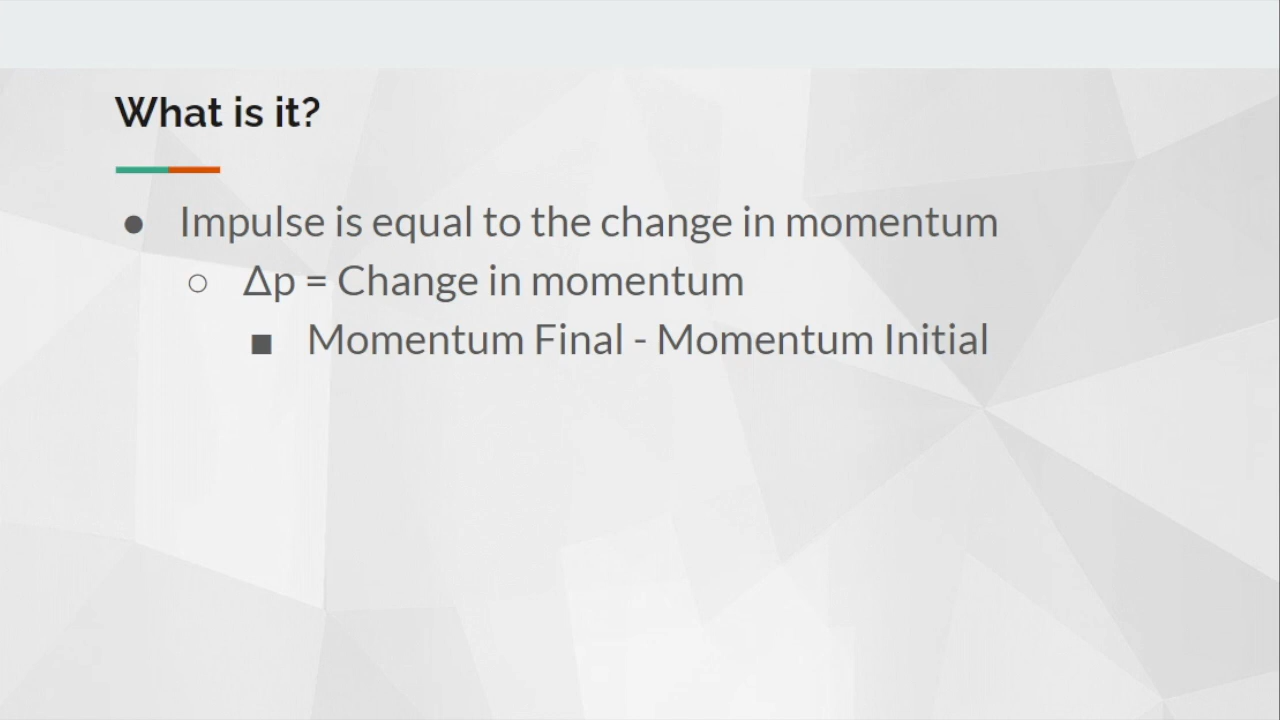 What is it?
● Impulse is equal to the change in momentum
○ Δp = Change in momentum
■ Momentum Final - Momentum Initial